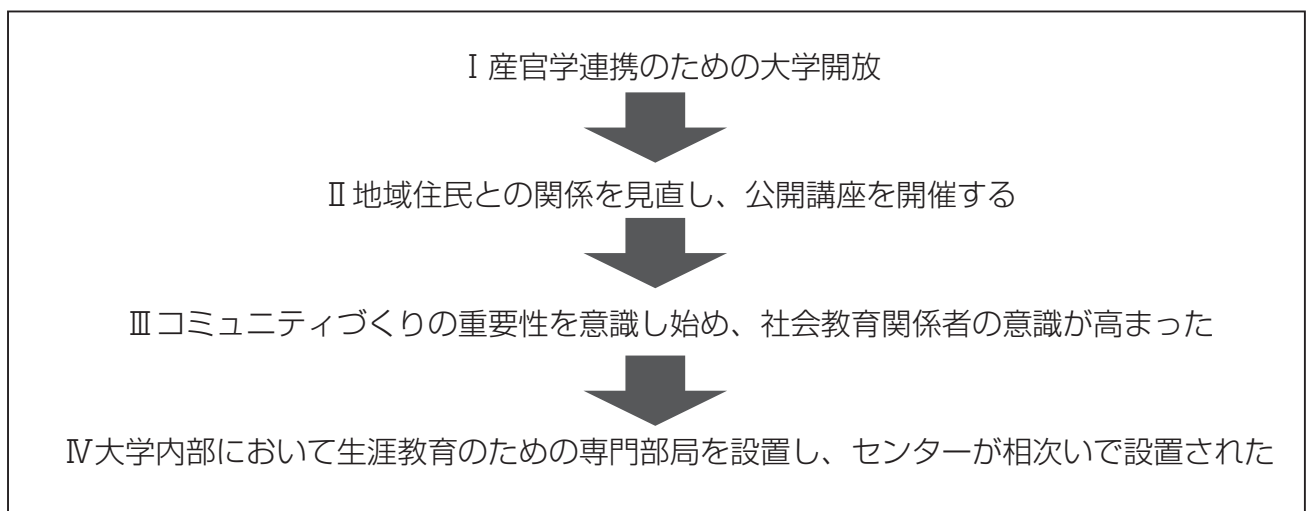 Ⅰ産官学連携のための大学開放
Ⅱ地域住民との関係を見直し、公開講座を開催する
Ⅲコミュニティづくりの重要性を意識し始め、社会教育関係者の意識が高まった
Ⅳ大学内部において生涯教育のための専門部局を設置し、センターが相次いで設置された